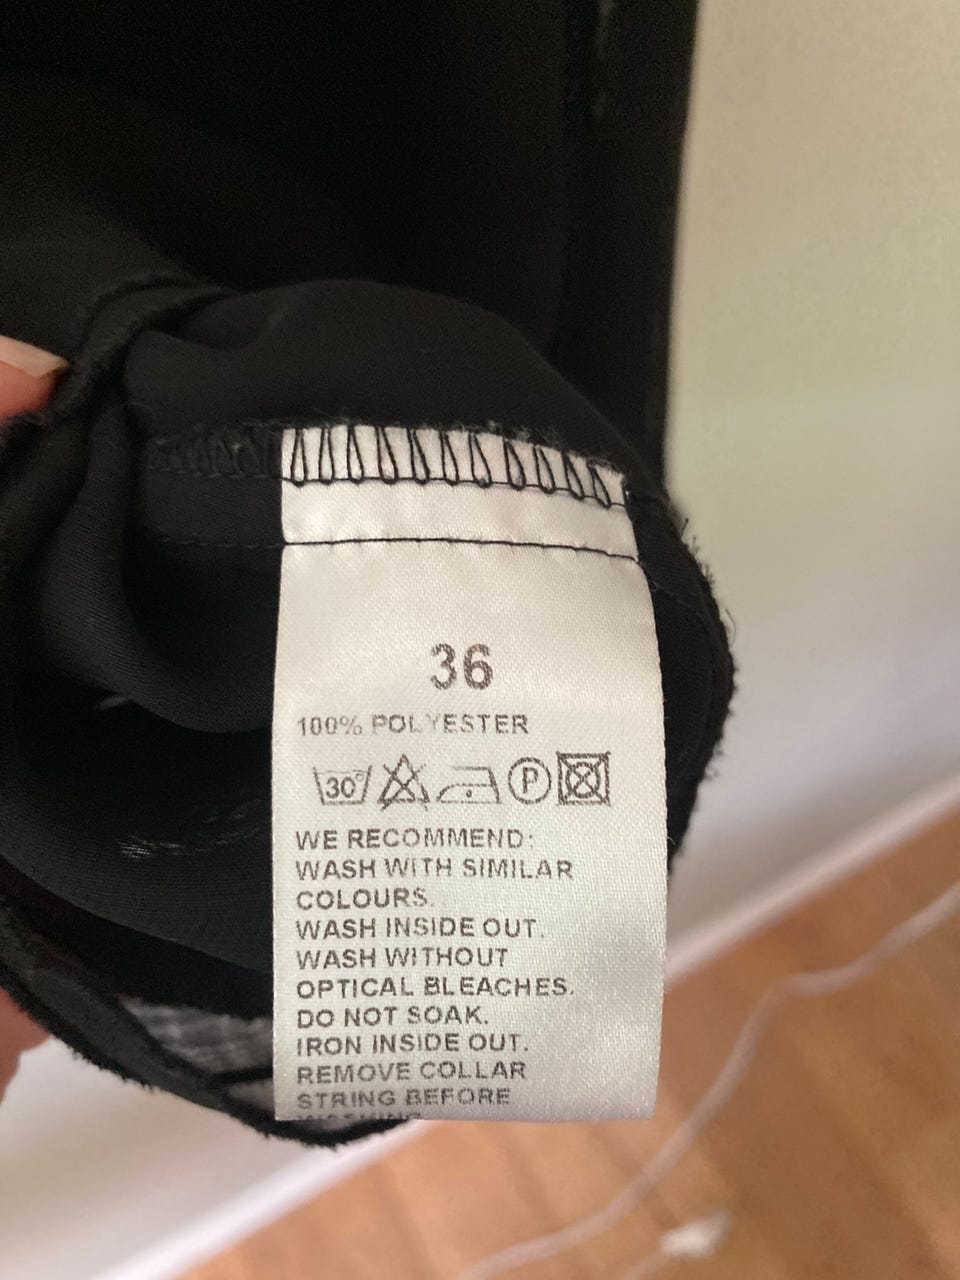 36
100% POLYESTER
30° P
WE RECOMMEND:
WASH WITH SIMILAR
COLOURS.
WASH INSIDE OUT.
WASH WITHOUT
OPTICAL BLEACHES.
DO NOT SOAK.
IRON INSIDE OUT.
REMOVE COLLAR
STRING BEFORE